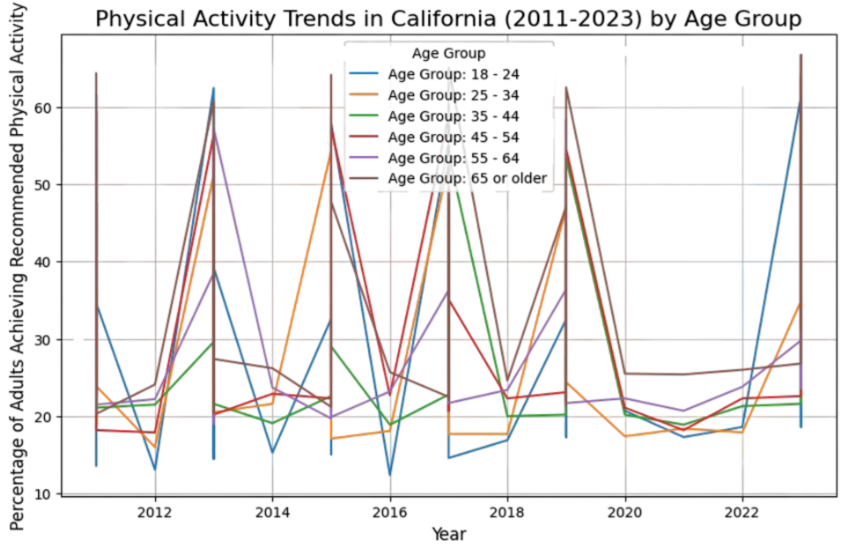 Physical Activity Trends in California (2011-2023) by Age Group
Percentage of Adults Achieving Recommended Physical Activity
60
50
40
30
20
10
Age Group
Age Group: 18 - 24
Age Group: 25 - 34
Age Group: 35 - 44
Age Group: 45 - 54
Age Group: 55 - 64
Age Group: 65 or older
2012
2014
2016
2018
2020
2022
Year